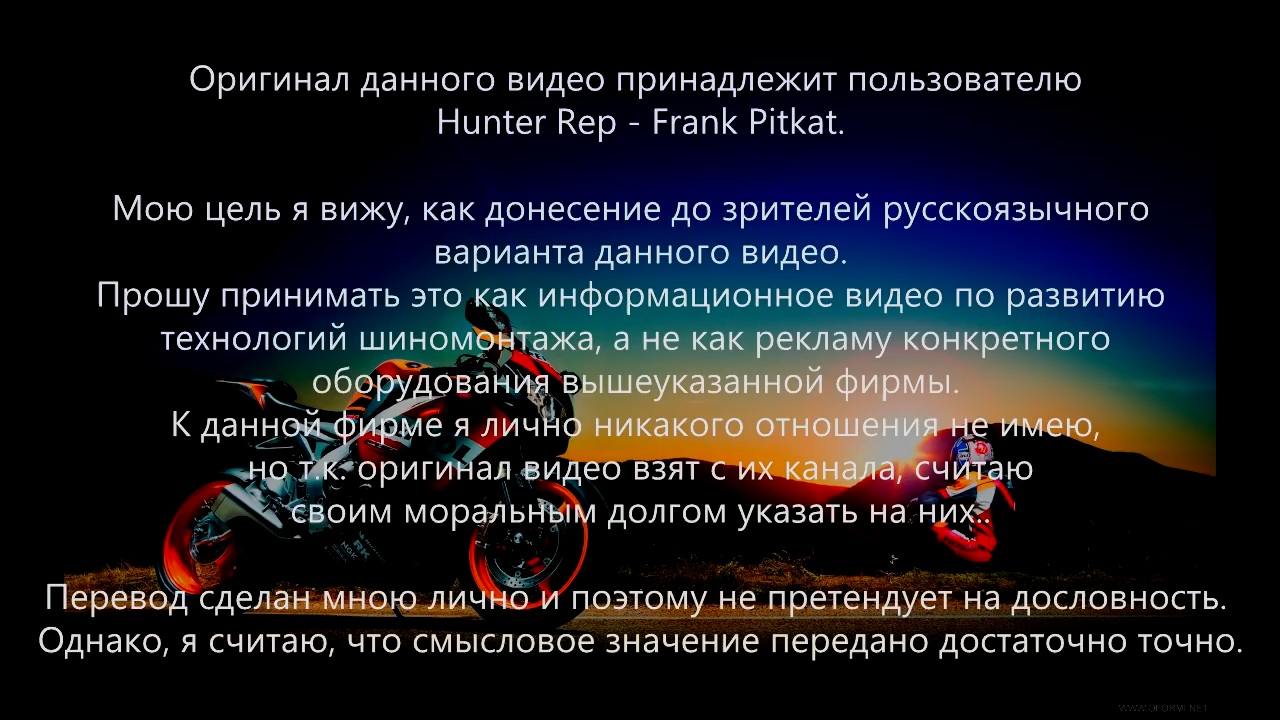 Оригинал данного видео принадлежит пользователю
Hunter Rep - Frank Pitkat.
Мою цель я вижу, как донесение до зрителей русскоязычного
варианта данного видео.
Прошу принимать это как информационное видео по развитию
технологий шиномонтажа, а не как рекламу конкретного
оборудования вышеуказанной фирмы.
К данной фирме я лично никакого отношения не имею,
но т.к. оригинал видео взят с их канала, считаю
своим моральным долгом указать на них..
NGK
RK
Перевод сделан мною лично и поэтому не претендует на дословность.
Однако, я считаю, что смысловое значение передано достаточно точно.